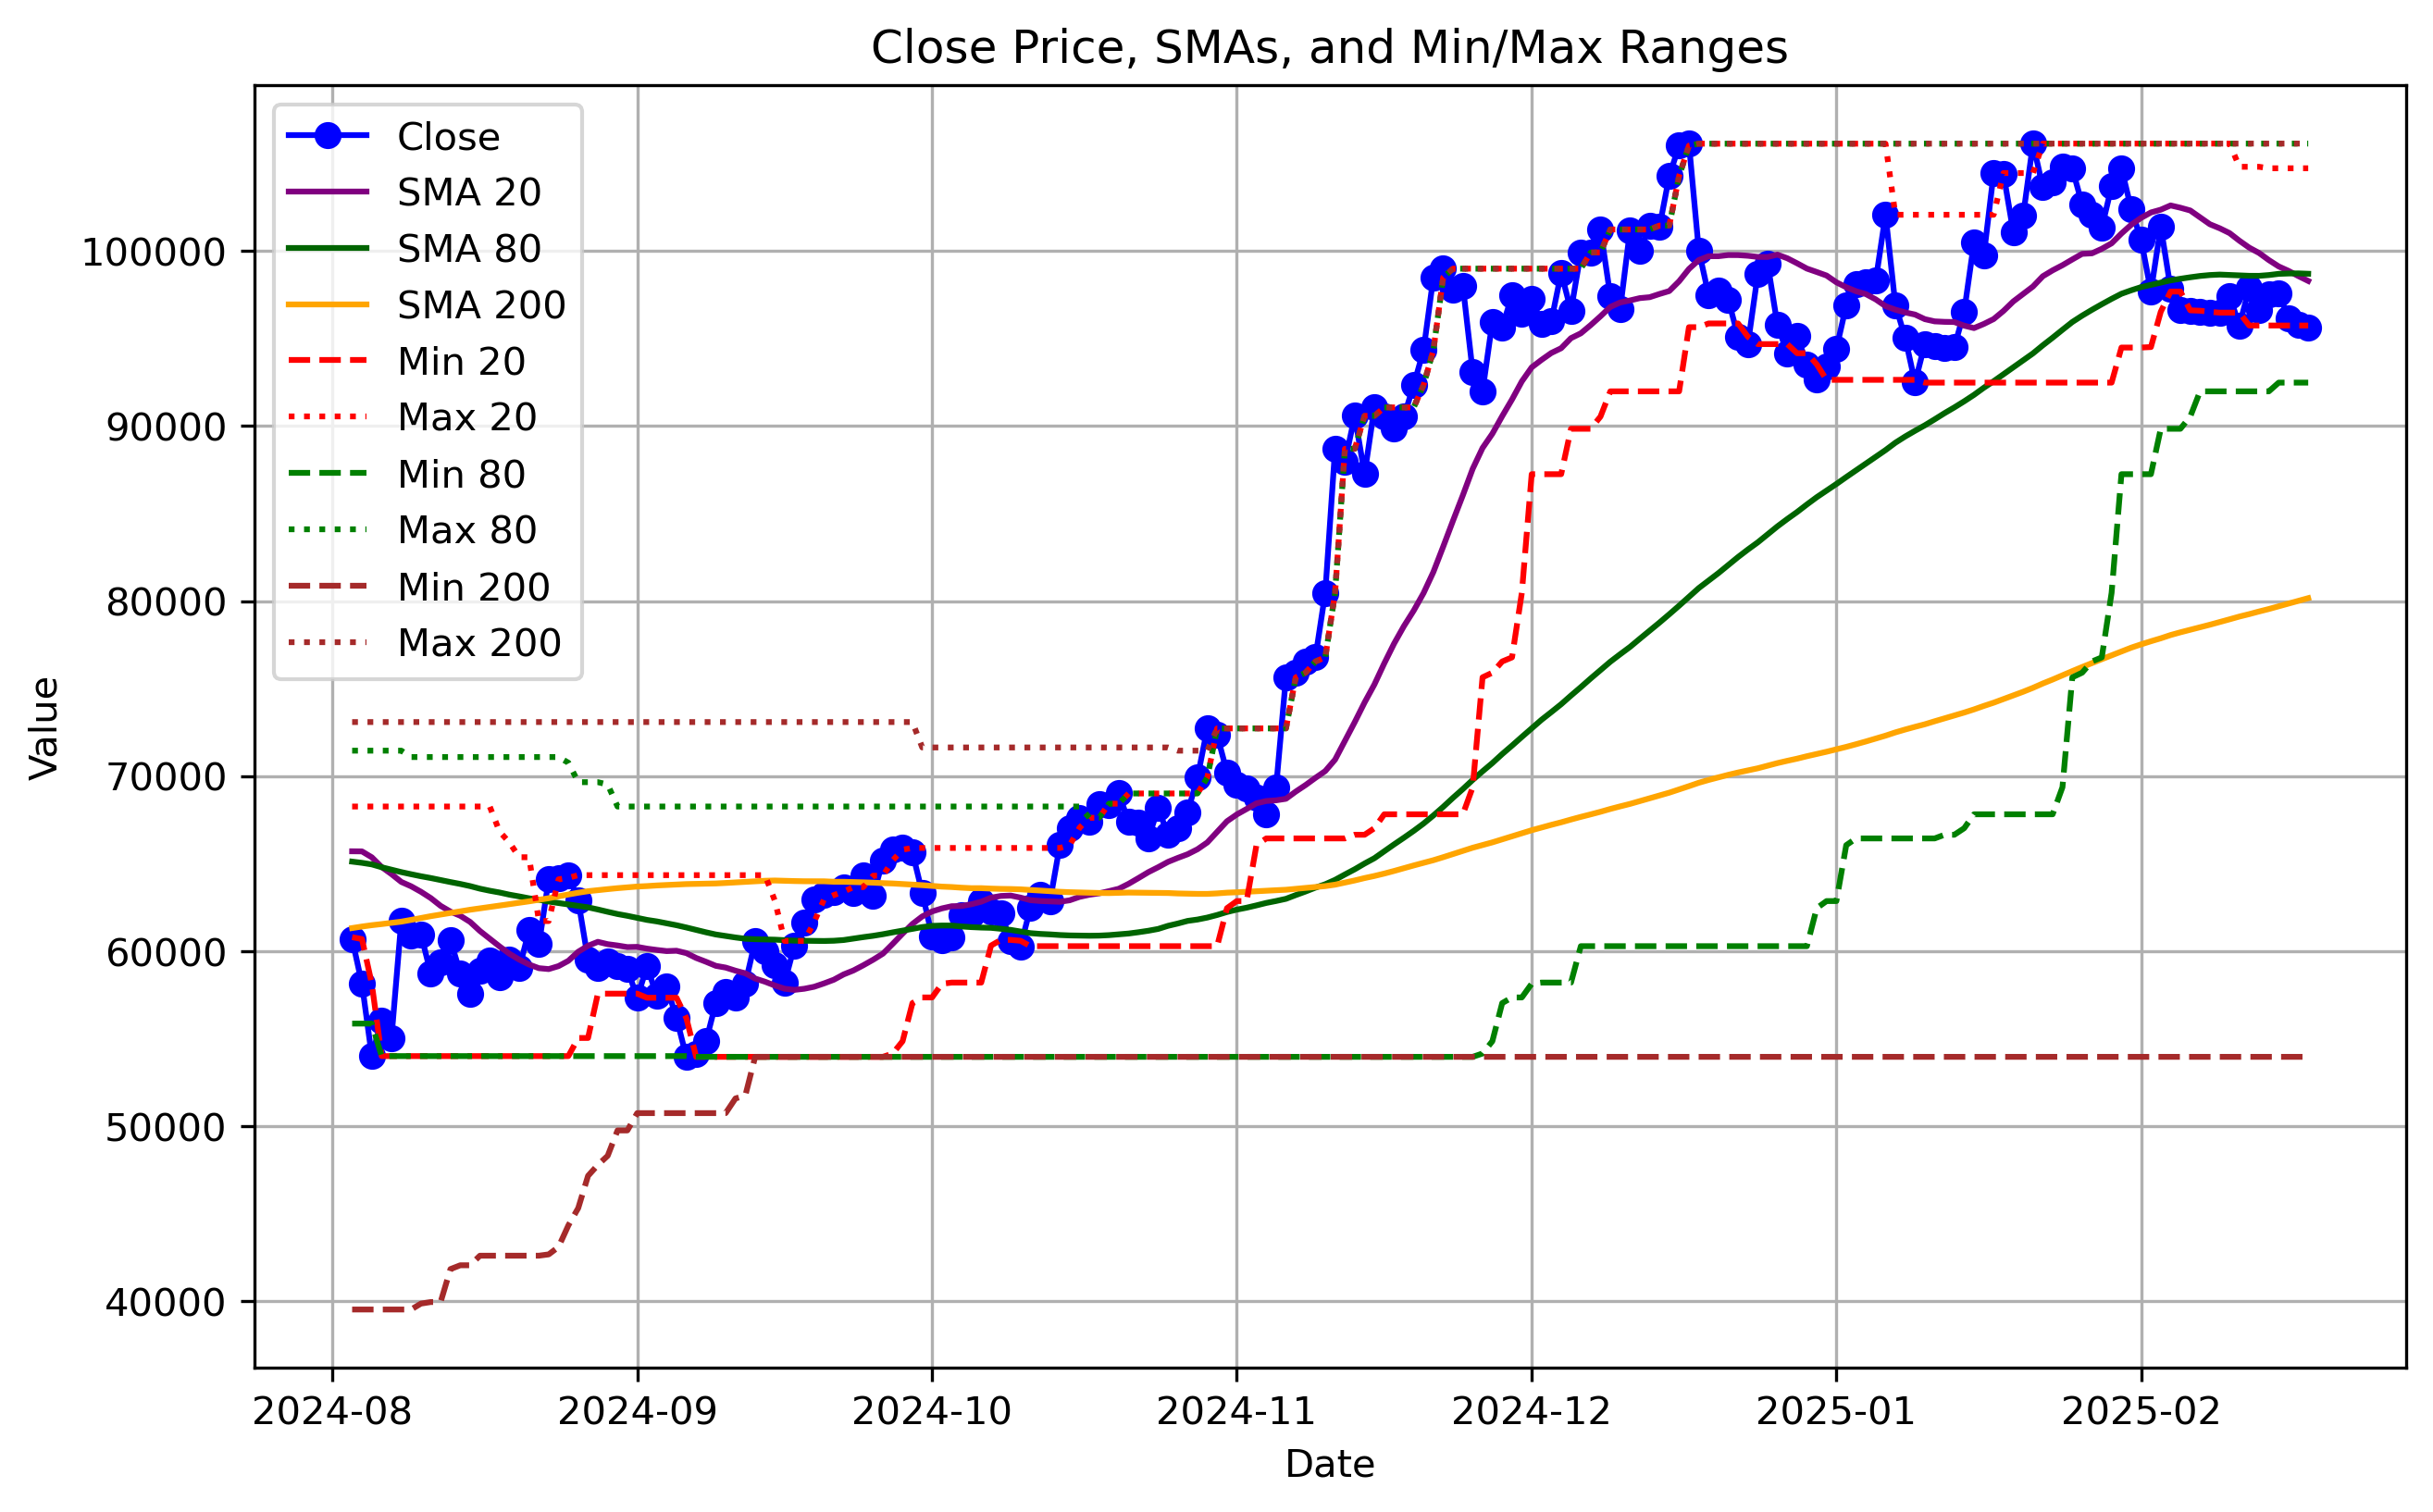 Close Price, SMAs, and Min/Max Ranges
Close
SMA 20
SMA 80
SMA 200
Min 20
Max 20
Min 80
Max 80
Min 200
Max 200
Value
100000
90000
80000
70000
60000
50000
40000
2024-08 2024-09 2024-10 2024-11 2024-12 2025-01 2025-02
Date